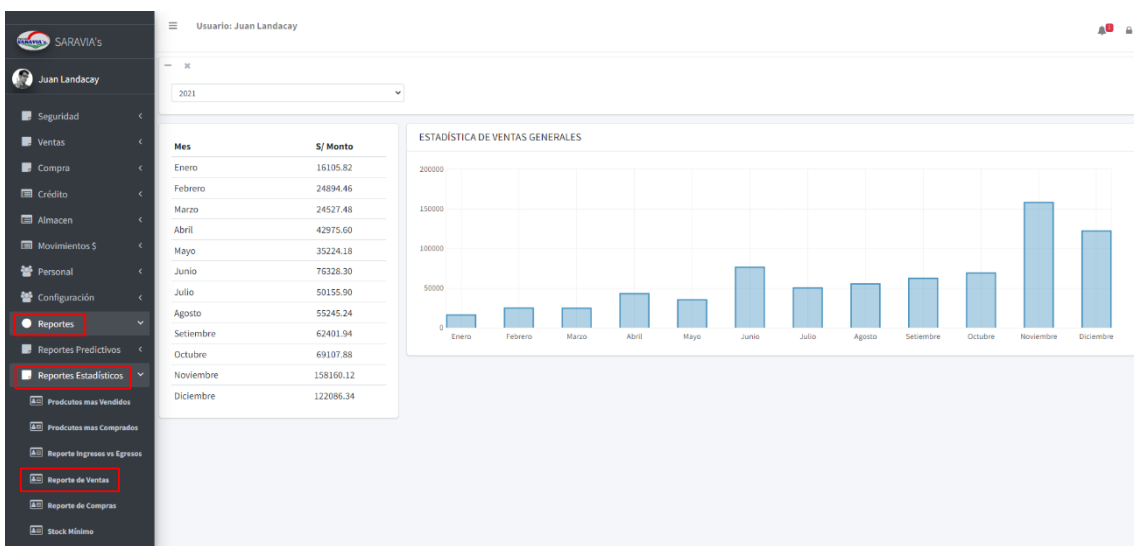 SARAVIA's
Juan Landacay
Seguridad
Ventas
Compra
Crédito
Almacen
Movimientos $
Personal
Configuración
Reportes
Reportes Predictivos
Reportes Estadísticos
Prodcutos mas Vendidos
Prodcutos mas Comprados
Reporte Ingresos vs Egresos
Reporte de Ventas
Reporte de Compras
Stock Mínimo
Usuario: Juan Landacay
2021
Mes S/ Monto
Enero 16105.82
Febrero 24894.46
Marzo 24527.48
Abril 42975.60
Mayo 35224.18
Junio 76328.30
Julio 50155.90
Agosto 55245.24
Setiembre 62401.94
Octubre 69107.88
Noviembre 158160.12
Diciembre 122086.34
ESTADÍSTICA DE VENTAS GENERALES
200000
150000
100000
50000
0
Enero Febrero Marzo Abril Mayo Junio Julio Agosto Setiembre Octubre Noviembre Diciembre